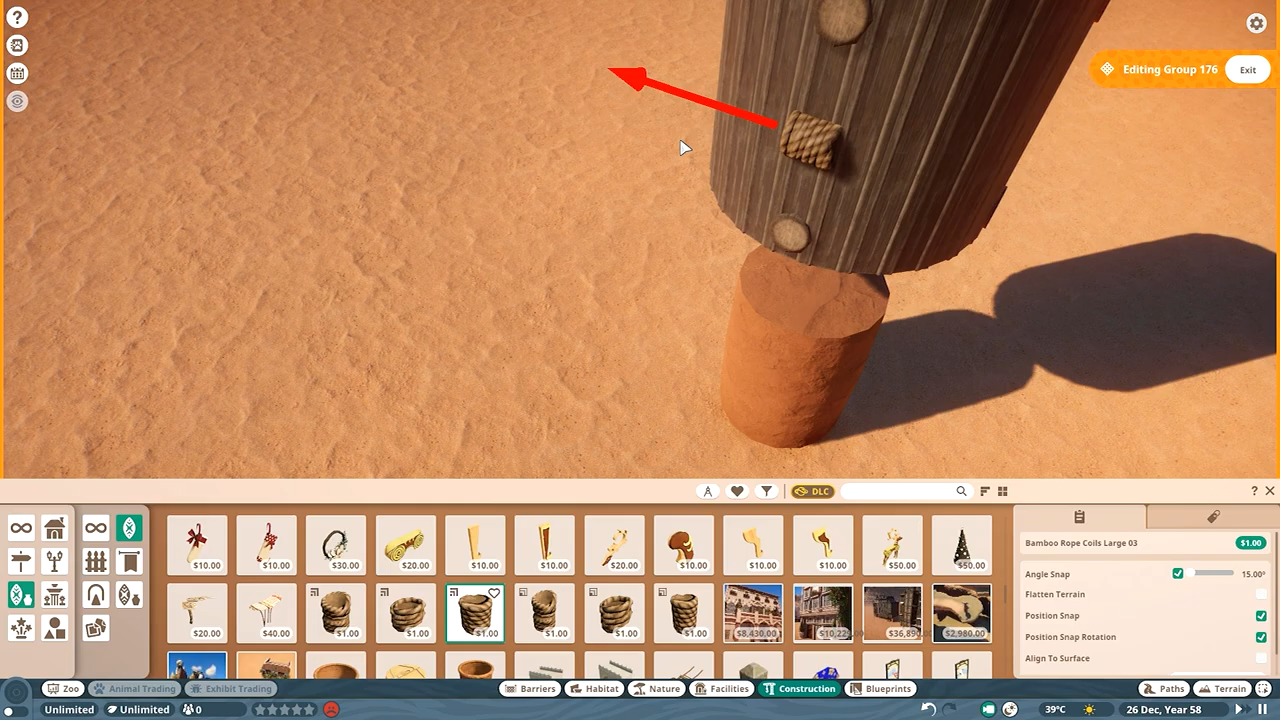 ?
Editing Group 176 Exit
DLC
? ×
$10.00 $10.00 $30.00 $20.00 $10.00 $10.00 $20.00 $10.00 $10.00 $10.00 $50.00 $50.00
Bamboo Rope Coils Large 03 $1.00
Angle Snap 15.00°
Flatten Terrain
Position Snap
Position Snap Rotation
Align To Surface
$20.00 $40.00 $1.00 $1.00 $1.00 $1.00 $1.00 $1.00 $8,430.00 $2,980.00
Zoo Animal Trading Exhibit Trading Barriers Habitat Nature Facilities Construction Blueprints Paths Terrain
Unlimited Unlimited 0 39°C 26 Dec, Year 58